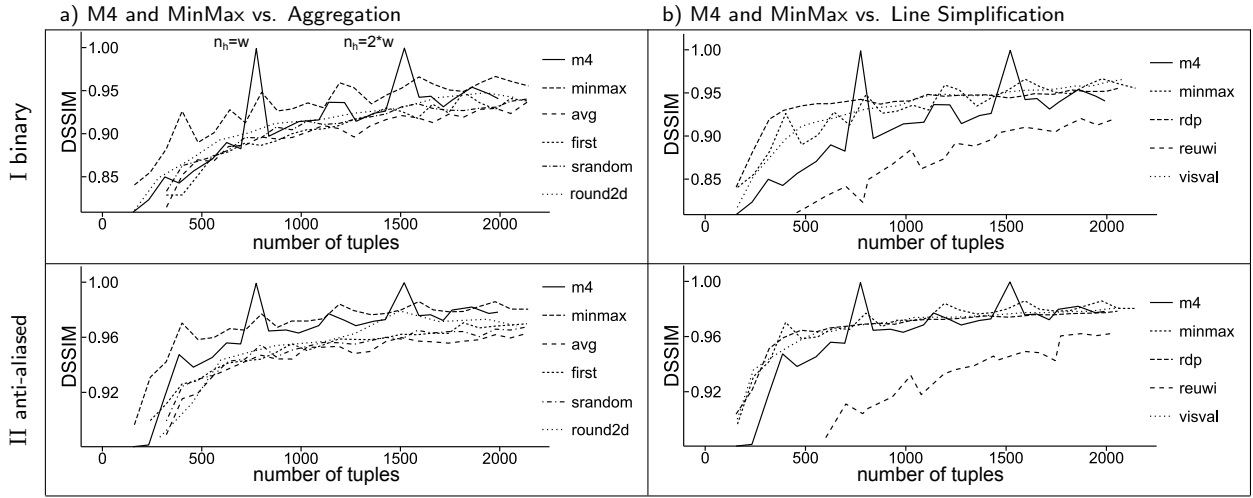 a) M4 and MinMax vs. Aggregation
b) M4 and MinMax vs. Line Simplification
I binary
DSSIM
1.00
0.95
0.90
0.85
n_h=w
n_h=2*w
m4
minmax
avg
first
srandom
round2d
0
500
1000
1500
2000
number of tuples
DSSIM
1.00
0.95
0.90
0.85
m4
minmax
rdp
reuwi
visval
0
500
1000
1500
2000
number of tuples
II anti-aliased
DSSIM
1.00
0.96
0.92
m4
minmax
avg
first
srandom
round2d
0
500
1000
1500
2000
number of tuples
DSSIM
1.00
0.96
0.92
m4
minmax
rdp
reuwi
visval
0
500
1000
1500
2000
number of tuples